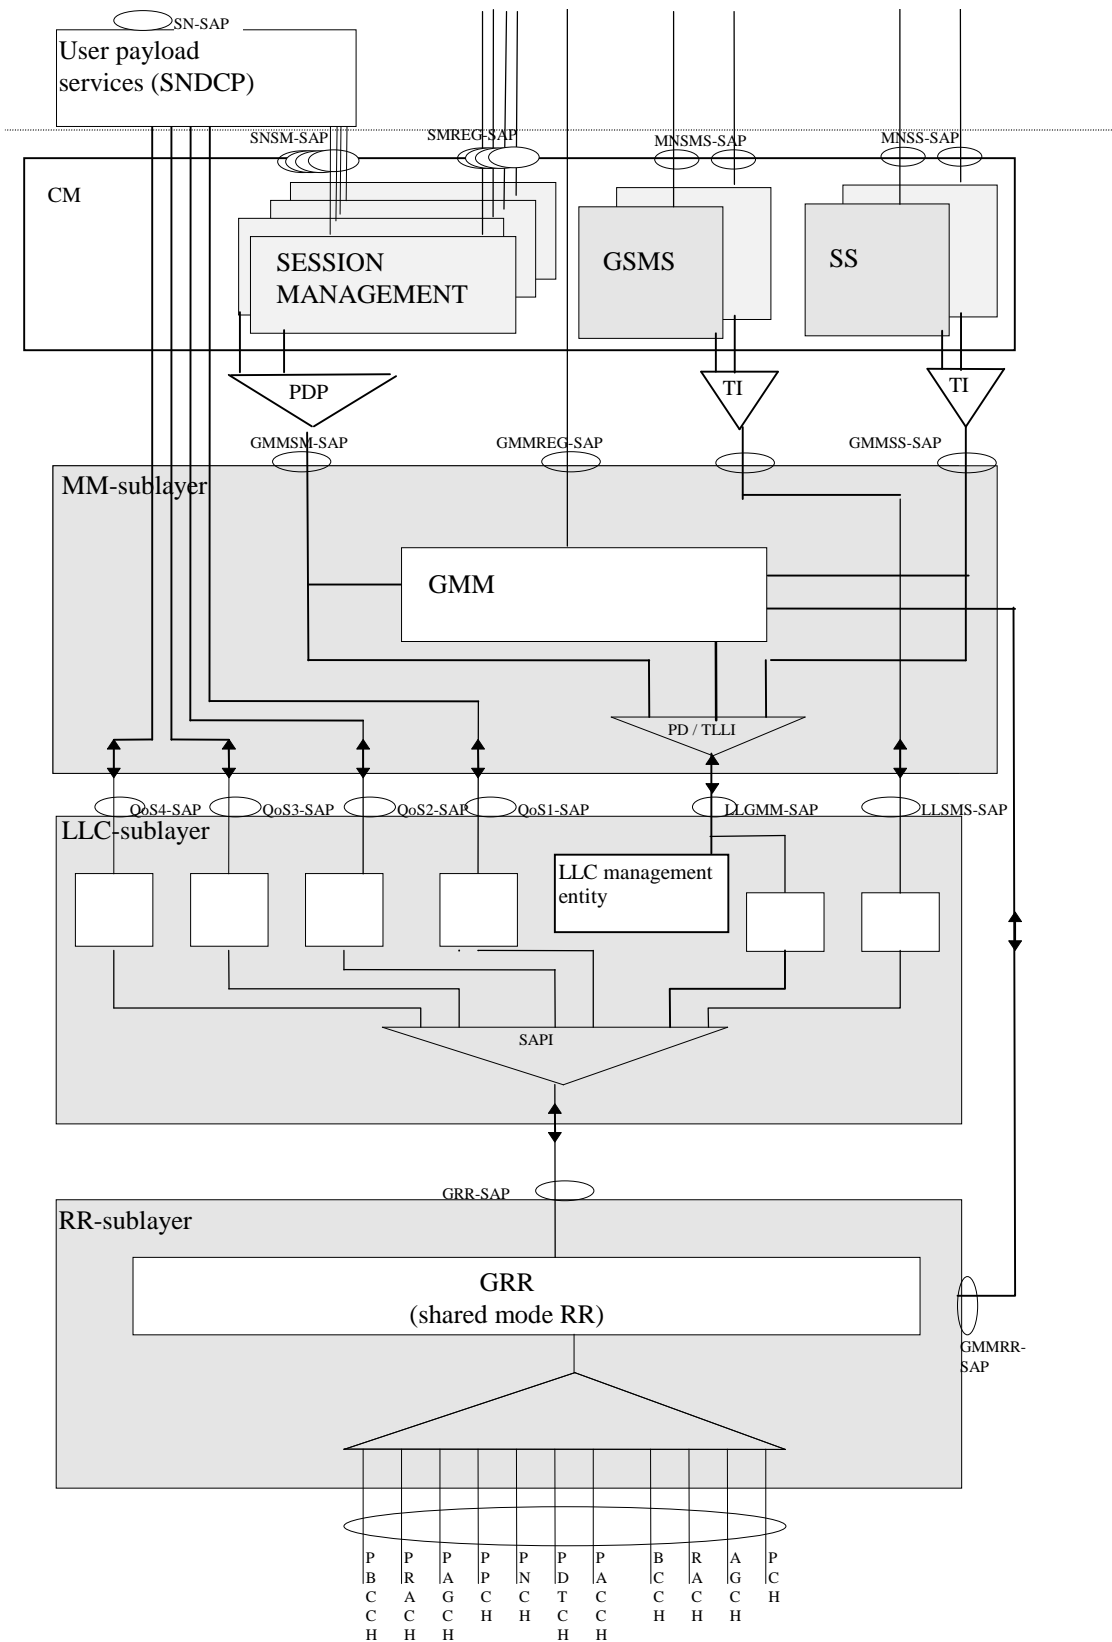 SN-SAP
User payload
services (SNDCP)
SNSM-SAP
SMREG-SAP
MNSMS-SAP
MNSS-SAP
CM
SESSION
MANAGEMENT
GSMS
SS
PDP
TI
TI
GMMSM-SAP
GMMREG-SAP
GMMSS-SAP
MM-sublayer
GMM
PD / TLLI
QoS4-SAP
QoS3-SAP
QoS2-SAP
QoS1-SAP
LLGMM-SAP
LLSMS-SAP
LLC-sublayer
LLC management
entity
SAPI
GRR-SAP
RR-sublayer
GRR
(shared mode RR)
GMMRR-
SAP
PBCCH
PRACH
PAGCH
PPCH
PNCH
PDTCH
PACCH
BCCH
RACH
AGCH
PCH